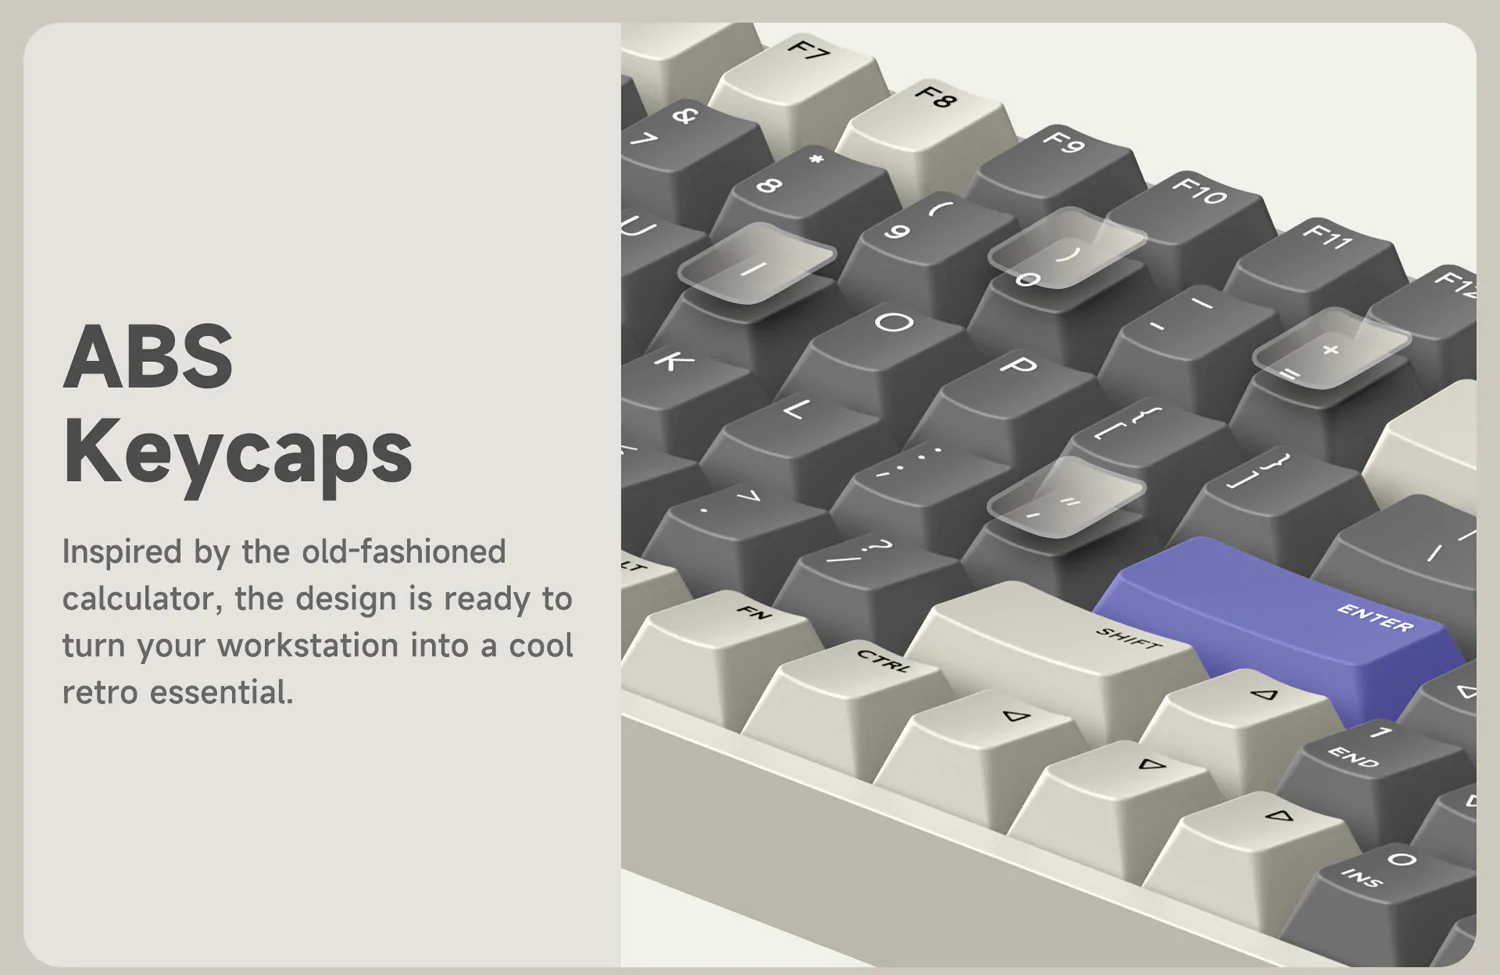 ABS
Keycaps
Inspired by the old-fashioned
calculator, the design is ready to
turn your workstation into a cool
retro essential.
F7
F8
F9
F10
F11
F12
&
7
*
8
(
9
)
0
_
-
+
=
U
I
O
P
{
[
}
]
|
\
K
L
:
;
"
'
ENTER
<
>
.
?
/
SHIFT
△
LT
FN
CTRL
◁
▽
▷
1
END
0
INS